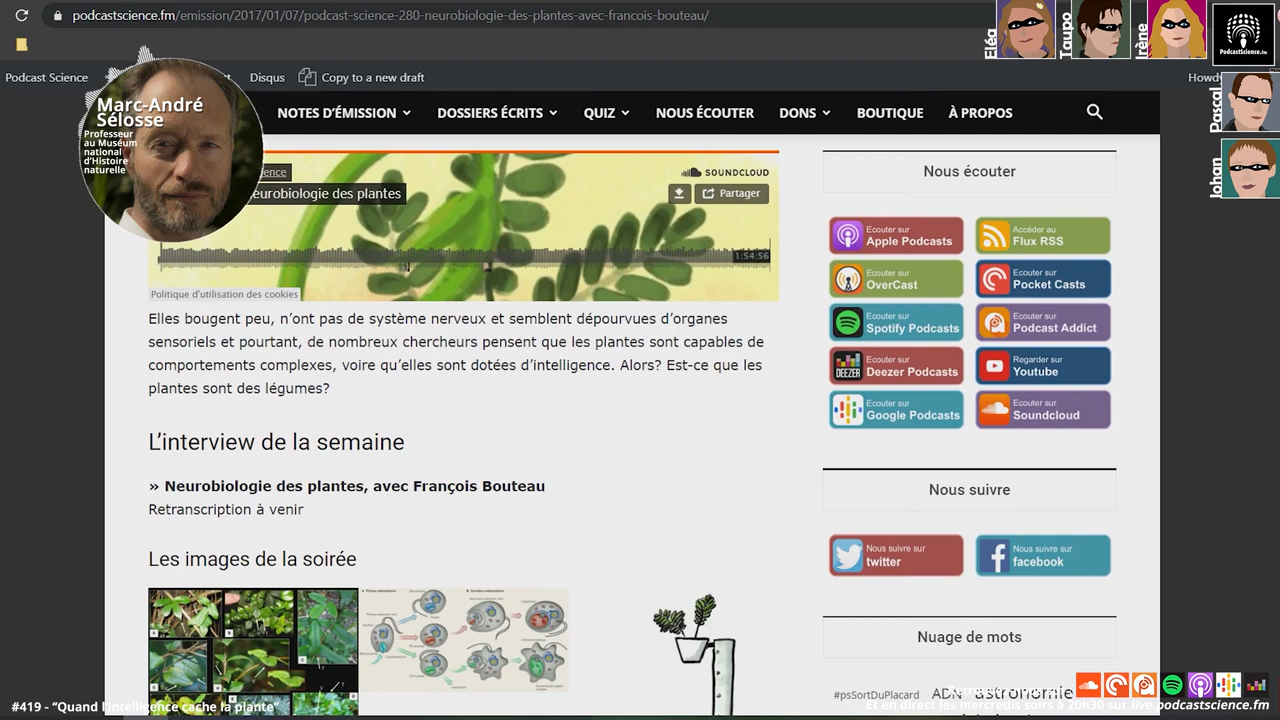 podcastscience.fm/emission/2017/01/07/podcast-science-280-neurobiologie-des-plantes-avec-francois-bouteau/
Eléa
Taupo
Irène
PodcastScience.fm
Pascal
Johan
Podcast Science
Disqus
Copy to a new draft
Howdy
Marc-André
Sélosse
Professeur
au Muséum
national
d'Histoire
naturelle
NOTES D'ÉMISSION
DOSSIERS ÉCRITS
QUIZ
NOUS ÉCOUTER
DONS
BOUTIQUE
À PROPOS
SOUNDCLOUD
Partager
eurobiologie des plantes
1:54:56
Politique d'utilisation des cookies
Elles bougent peu, n'ont pas de système nerveux et semblent dépourvues d'organes
sensoriels et pourtant, de nombreux chercheurs pensent que les plantes sont capables de
comportements complexes, voire qu'elles sont dotées d'intelligence. Alors? Est-ce que les
plantes sont des légumes?
L'interview de la semaine
» Neurobiologie des plantes, avec François Bouteau
Retranscription à venir
Les images de la soirée
Nous écouter
Ecouter sur
Apple Podcasts
Accéder au
Flux RSS
Ecouter sur
OverCast
Ecouter sur
Pocket Casts
Ecouter sur
Spotify Podcasts
Ecouter sur
Podcast Addict
DEEZER
Ecouter sur
Deezer Podcasts
Regarder sur
Youtube
Ecouter sur
Google Podcasts
Ecouter sur
Soundcloud
Nous suivre
Nous suivre sur
twitter
Nous suivre sur
facebook
Nuage de mots
#psSortDuPlacard
ADN
astronomie
#419 - "Quand l'intelligence cache la plante"
Et en direct les mercredis soirs à 20h30 sur live.podcastscience.fm